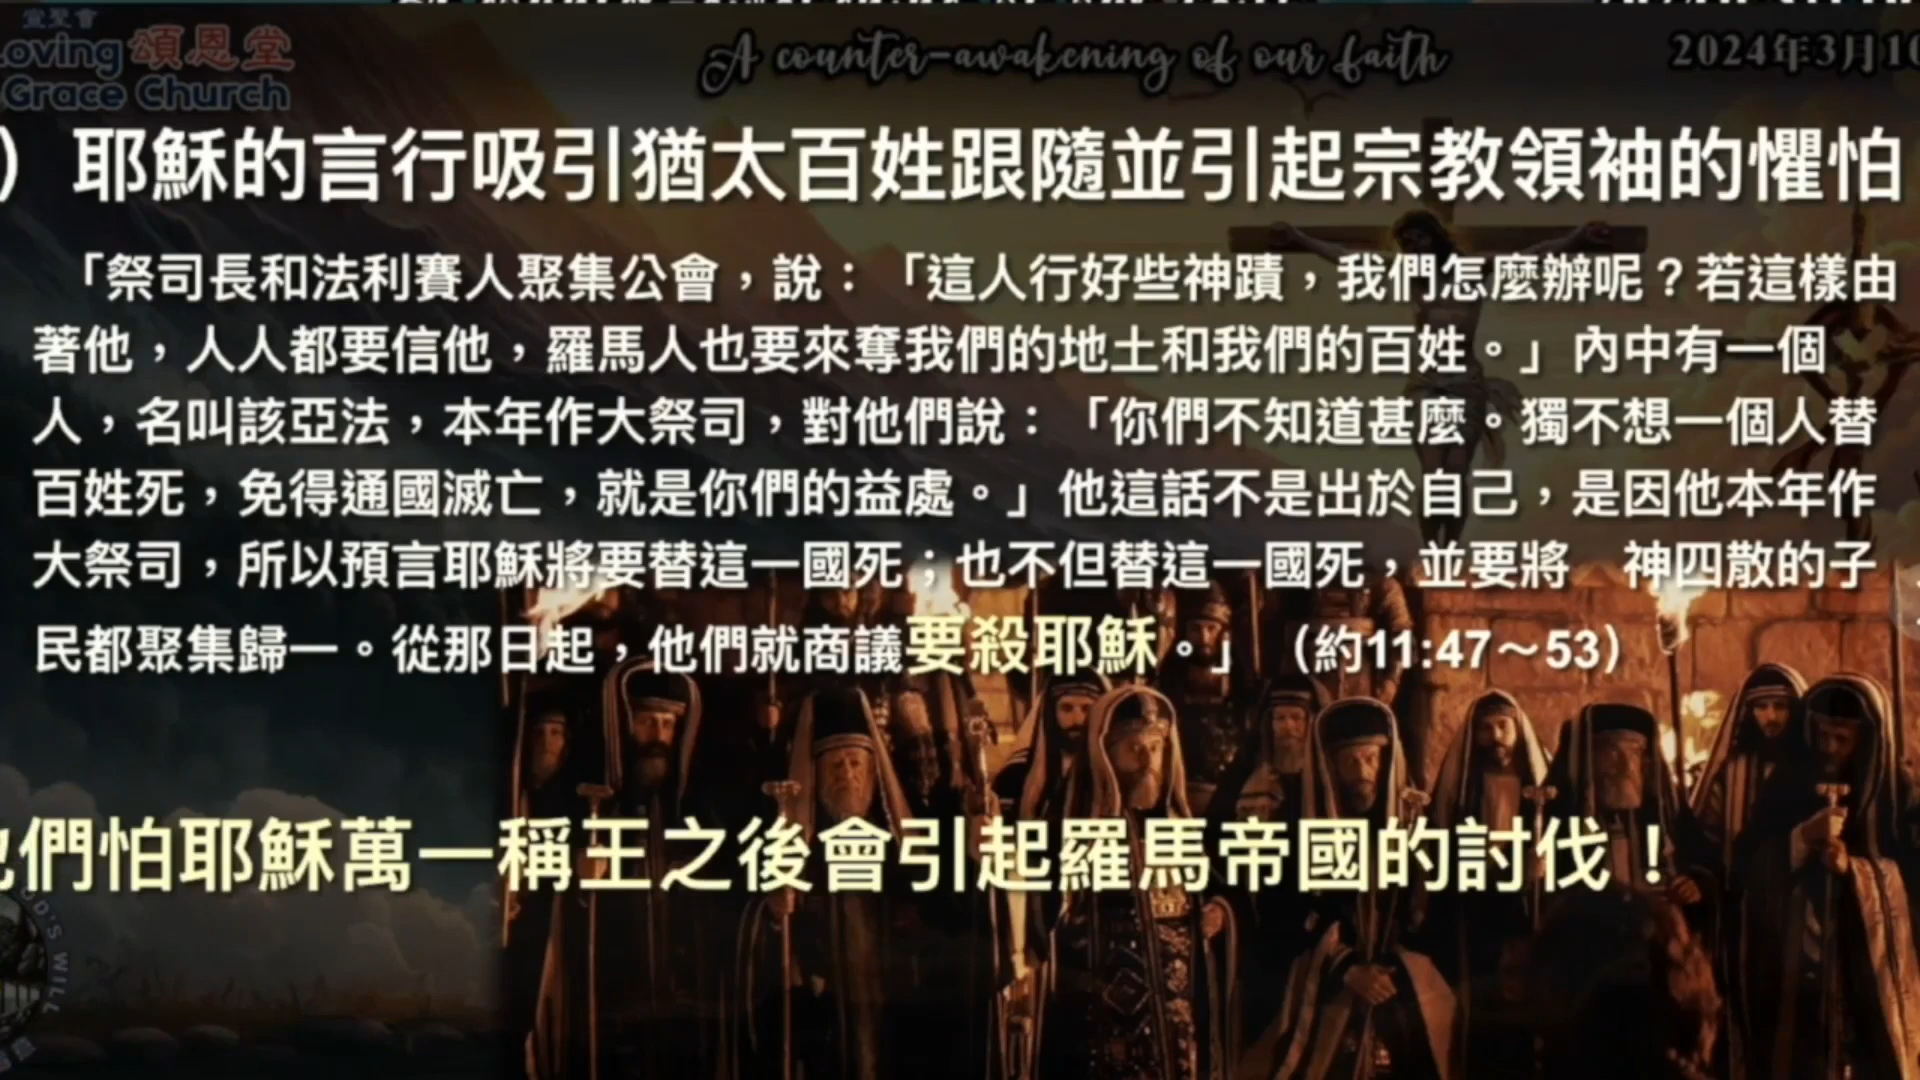 宣聖會
Loving 頌恩堂
Grace Church
A counter-awakening of our faith
2024年3月10
）耶穌的言行吸引猶太百姓跟隨並引起宗教領袖的懼怕
「祭司長和法利賽人聚集公會，說：「這人行好些神蹟，我們怎麼辦呢？若這樣由
著他，人人都要信他，羅馬人也要來奪我們的地土和我們的百姓。」內中有一個
人，名叫該亞法，本年作大祭司，對他們說：「你們不知道甚麼。獨不想一個人替
百姓死，免得通國滅亡，就是你們的益處。」他這話不是出於自己，是因他本年作
大祭司，所以預言耶穌將要替這一國死；也不但替這一國死，並要將　神四散的子
民都聚集歸一。從那日起，他們就商議要殺耶穌。」（約11:47～53）
他們怕耶穌萬一稱王之後會引起羅馬帝國的討伐！
OD'S WILL